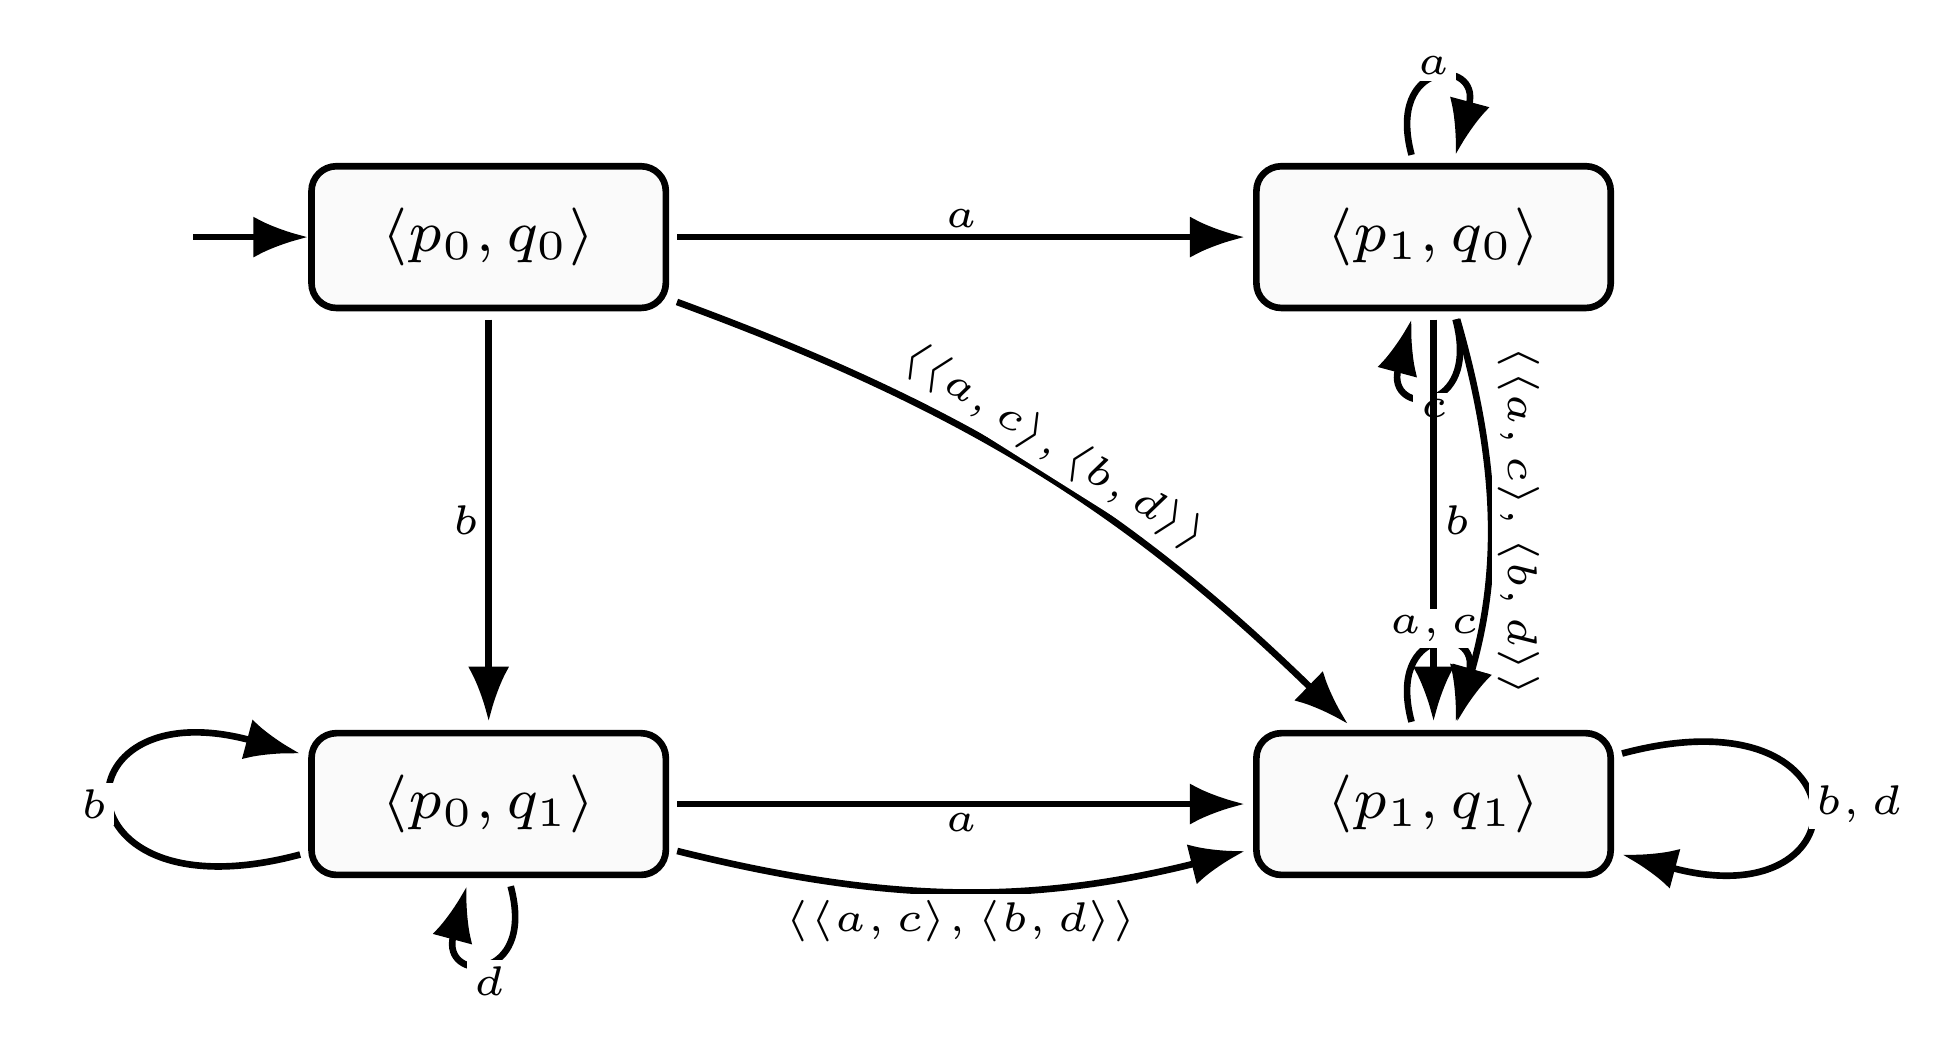 a
⟨p₀, q₀⟩
a
⟨p₁, q₀⟩
⟨⟨a, c⟩, ⟨b, d⟩⟩
c
⟨⟨a, c⟩, ⟨b, d⟩⟩
b
b
a, c
b
⟨p₀, q₁⟩
a
⟨p₁, q₁⟩
b, d
⟨⟨a, c⟩, ⟨b, d⟩⟩
d